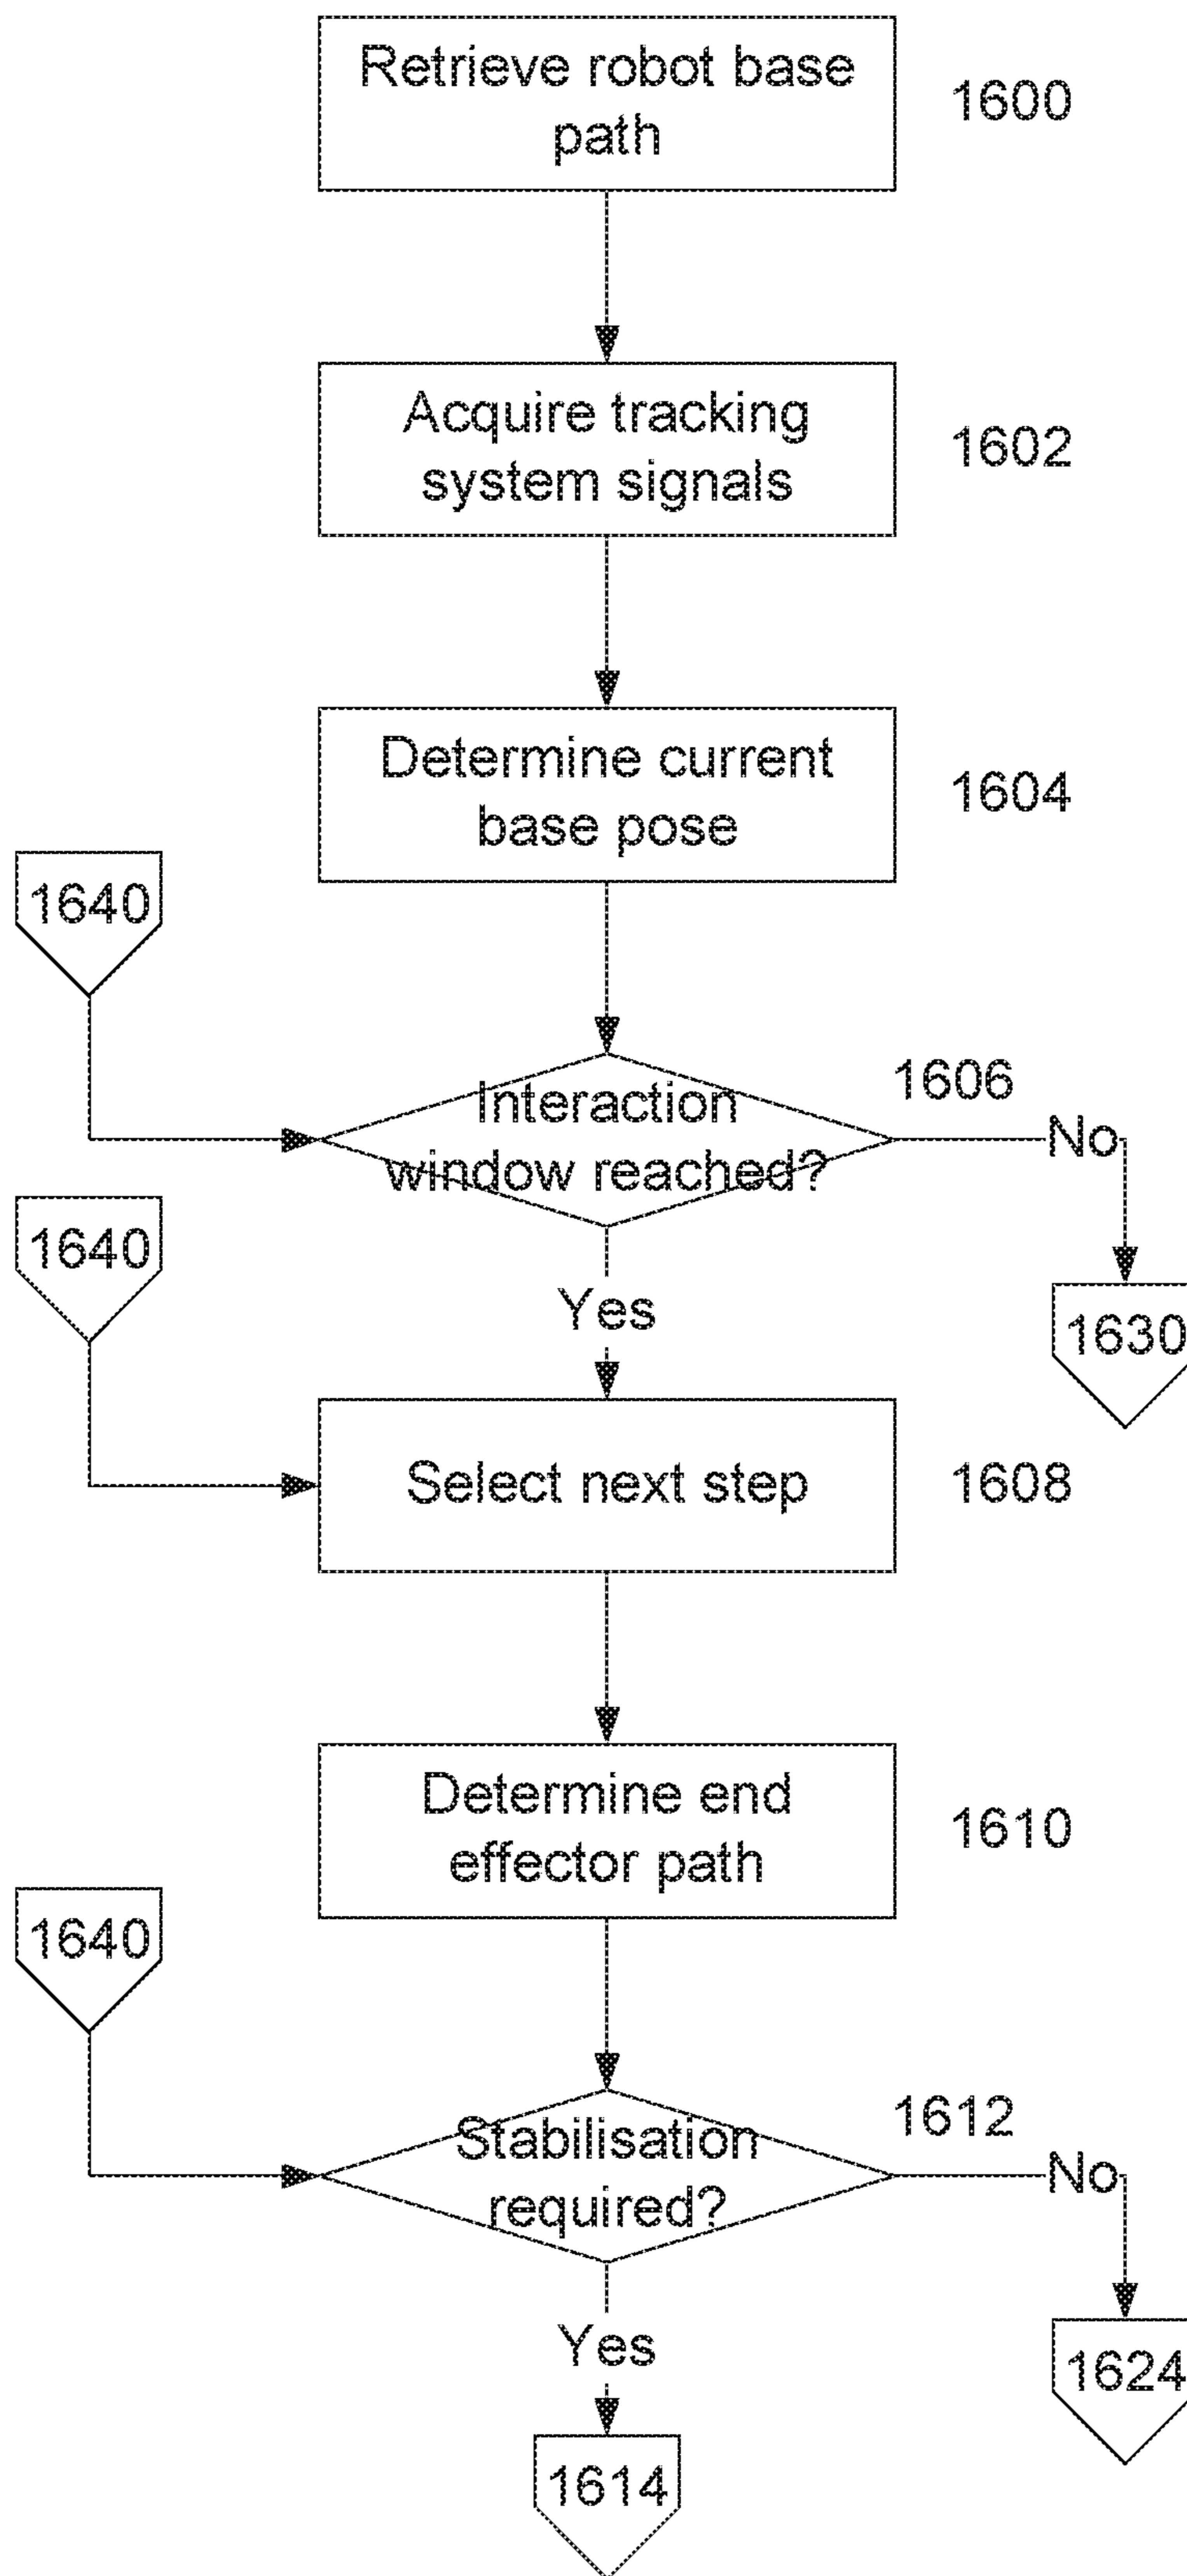 Retrieve robot base
path
1600
Acquire tracking
system signals
1602
Determine current
base pose
1604
1640
Interaction
window reached?
1606
No
1640
Yes
1630
Select next step
1608
Determine end
effector path
1610
1640
Stabilisation
required?
1612
No
Yes
1624
1614